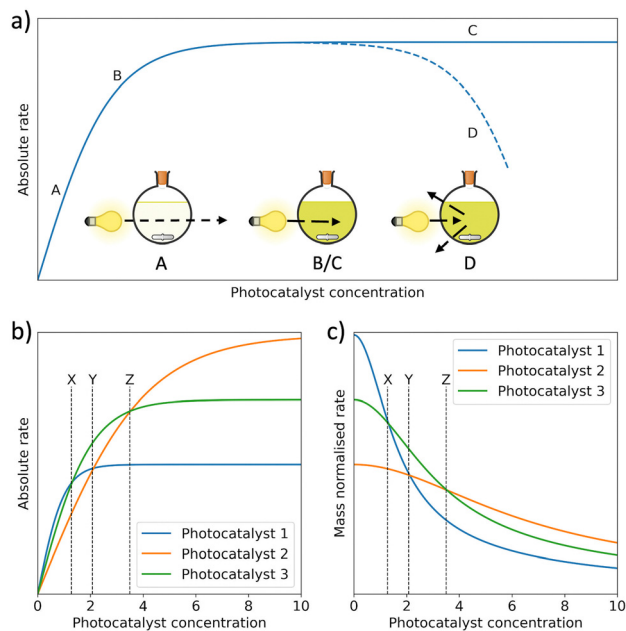 a)
Absolute rate
A
B
C
D
A
B/C
D
Photocatalyst concentration
b)
Absolute rate
X
Y
Z
Photocatalyst 1
Photocatalyst 2
Photocatalyst 3
0
2
4
6
8
10
Photocatalyst concentration
c)
Mass normalised rate
X
Y
Z
Photocatalyst 1
Photocatalyst 2
Photocatalyst 3
0
2
4
6
8
10
Photocatalyst concentration